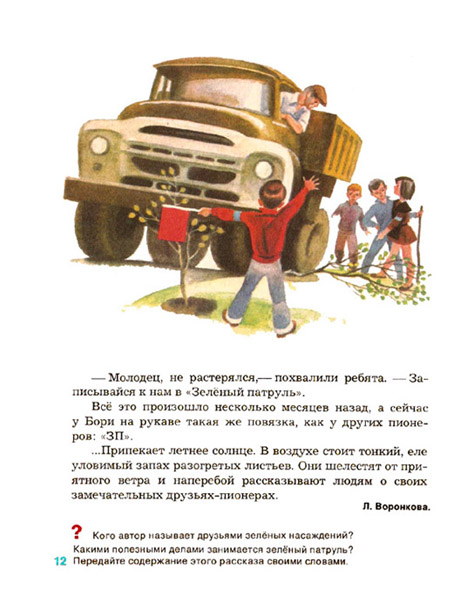 — Молодец, не растерялся,— похвалили ребята. — За-
писывайся к нам в «Зелёный патруль».
Всё это произошло несколько месяцев назад, а сейчас
у Бори на рукаве такая же повязка, как у других пионе-
ров: «ЗП».
...Припекает летнее солнце. В воздухе стоит тонкий, еле
уловимый запах разогретых листьев. Они шелестят от при-
ятного ветра и наперебой рассказывают людям о своих
замечательных друзьях-пионерах.
Л. Воронкова.
? Кого автор называет друзьями зелёных насаждений?
Какими полезными делами занимается зелёный патруль?
12 Передайте содержание этого рассказа своими словами.